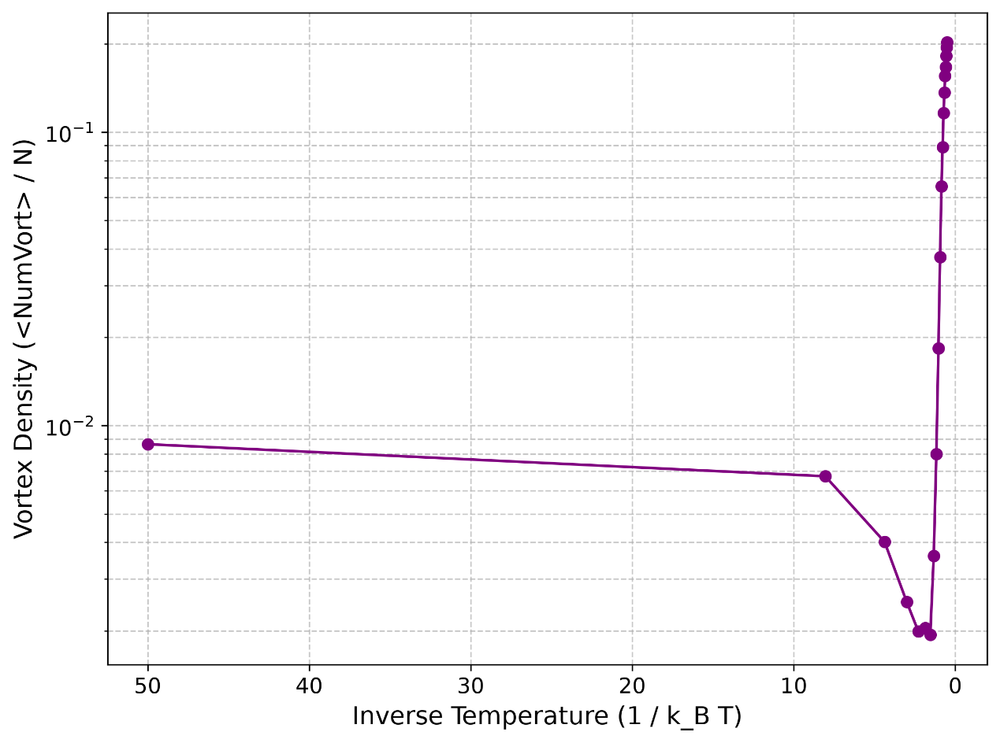 Vortex Density (<NumVort> / N)
10⁻¹
10⁻²
50 40 30 20 10 0
Inverse Temperature (1 / k_B T)